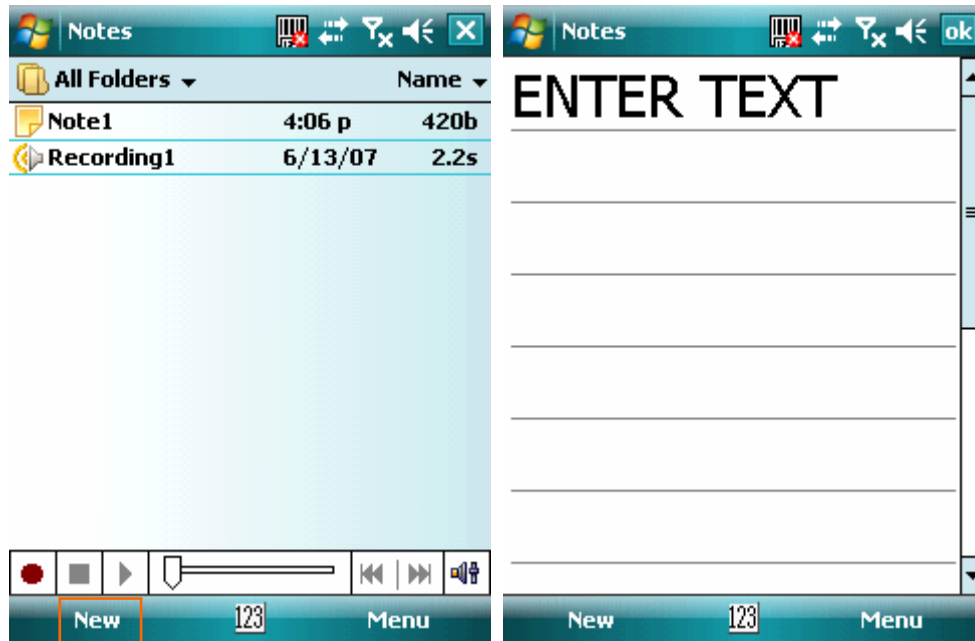 Notes
All Folders Name
Note1 4:06 p 420b
Recording1 6/13/07 2.2s
New 123 Menu
Notes ok
ENTER TEXT
New 123 Menu